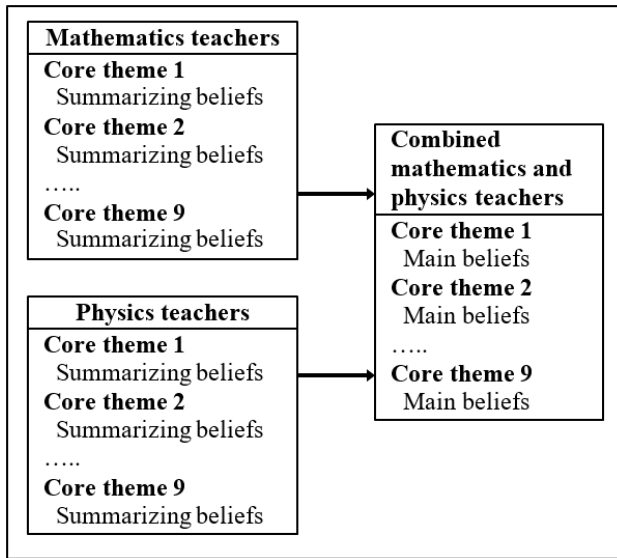 Mathematics teachers
Core theme 1
Summarizing beliefs
Core theme 2
Summarizing beliefs
…..
Core theme 9
Summarizing beliefs
Physics teachers
Core theme 1
Summarizing beliefs
Core theme 2
Summarizing beliefs
…..
Core theme 9
Summarizing beliefs
Combined
mathematics and
physics teachers
Core theme 1
Main beliefs
Core theme 2
Main beliefs
…..
Core theme 9
Main beliefs